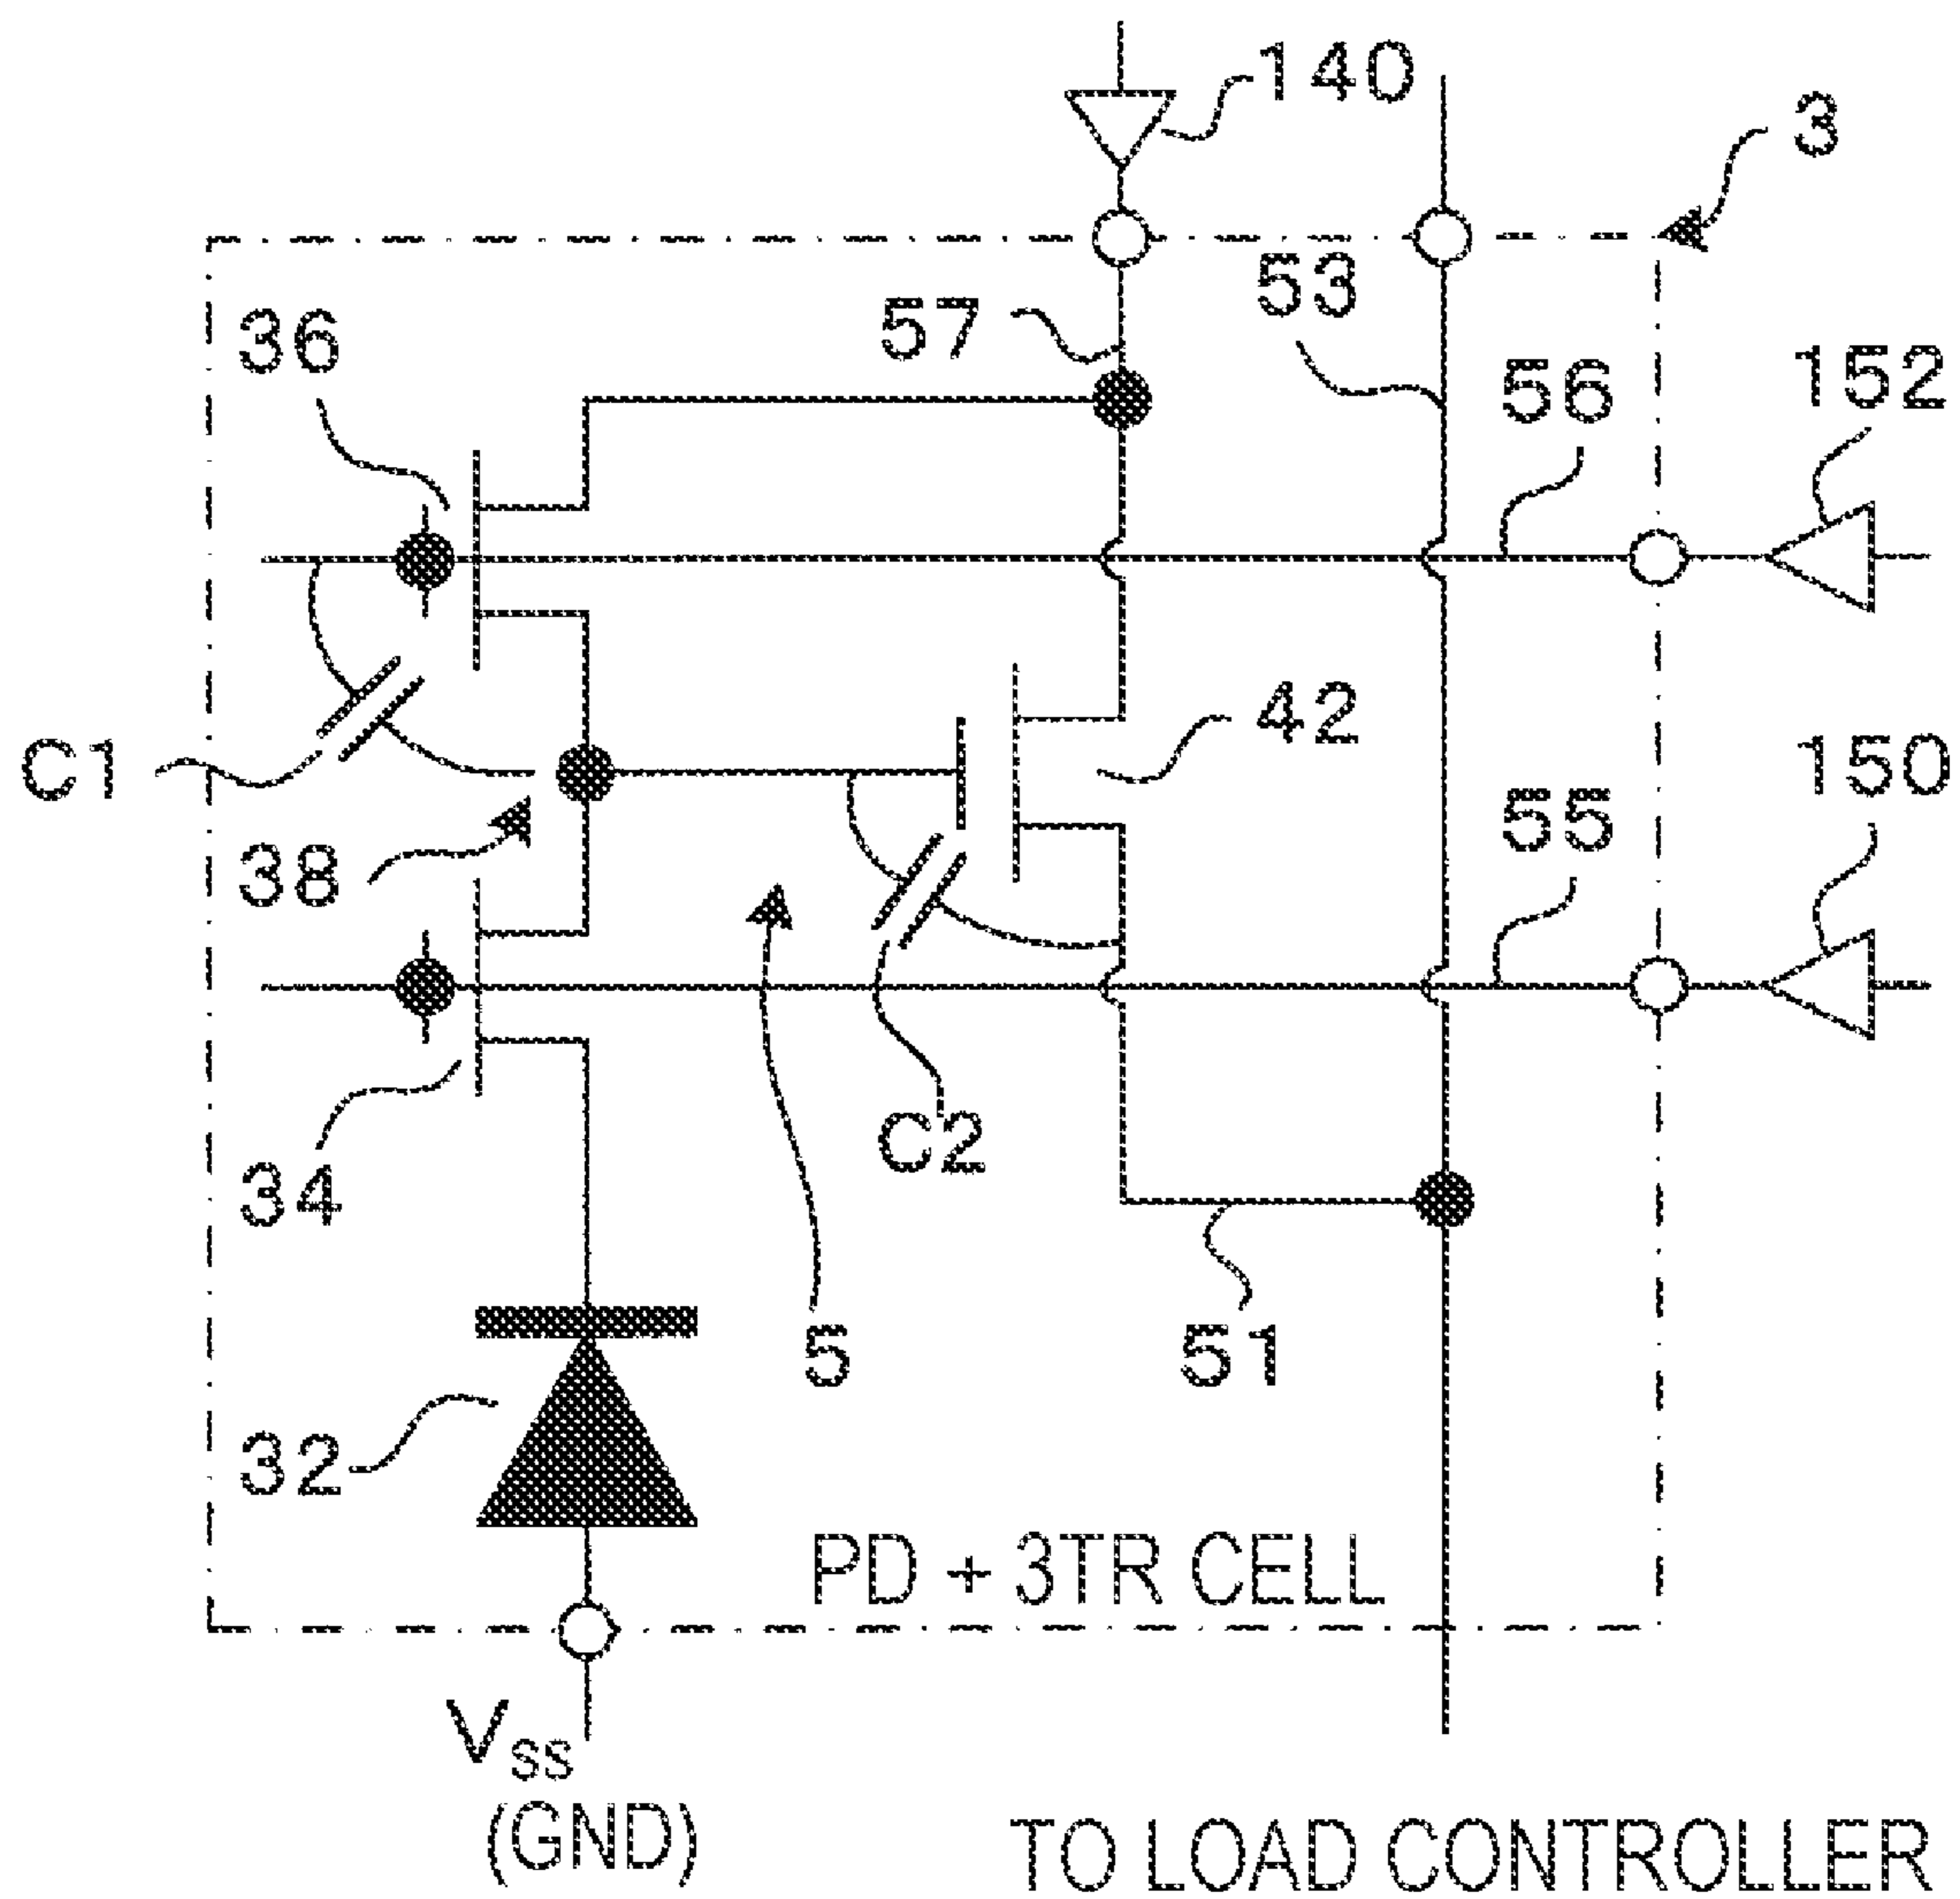 140
3
53
57
36
56
152
42
C1
150
55
38
C2
34
5
51
32
PD + 3TR CELL
VSS
(GND)
TO LOAD CONTROLLER